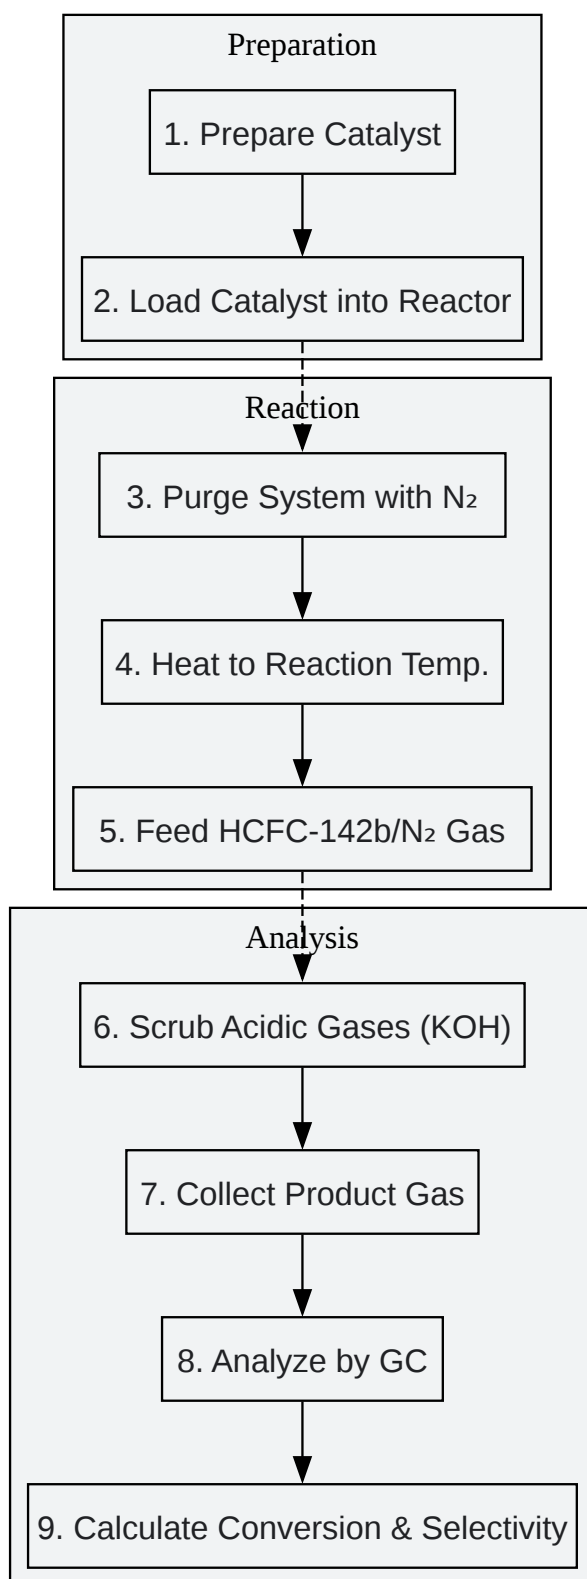 Preparation
1. Prepare Catalyst
2. Load Catalyst into Reactor
Reaction
3. Purge System with N₂
4. Heat to Reaction Temp.
5. Feed HCFC-142b/N₂ Gas
Analysis
6. Scrub Acidic Gases (KOH)
7. Collect Product Gas
8. Analyze by GC
9. Calculate Conversion & Selectivity